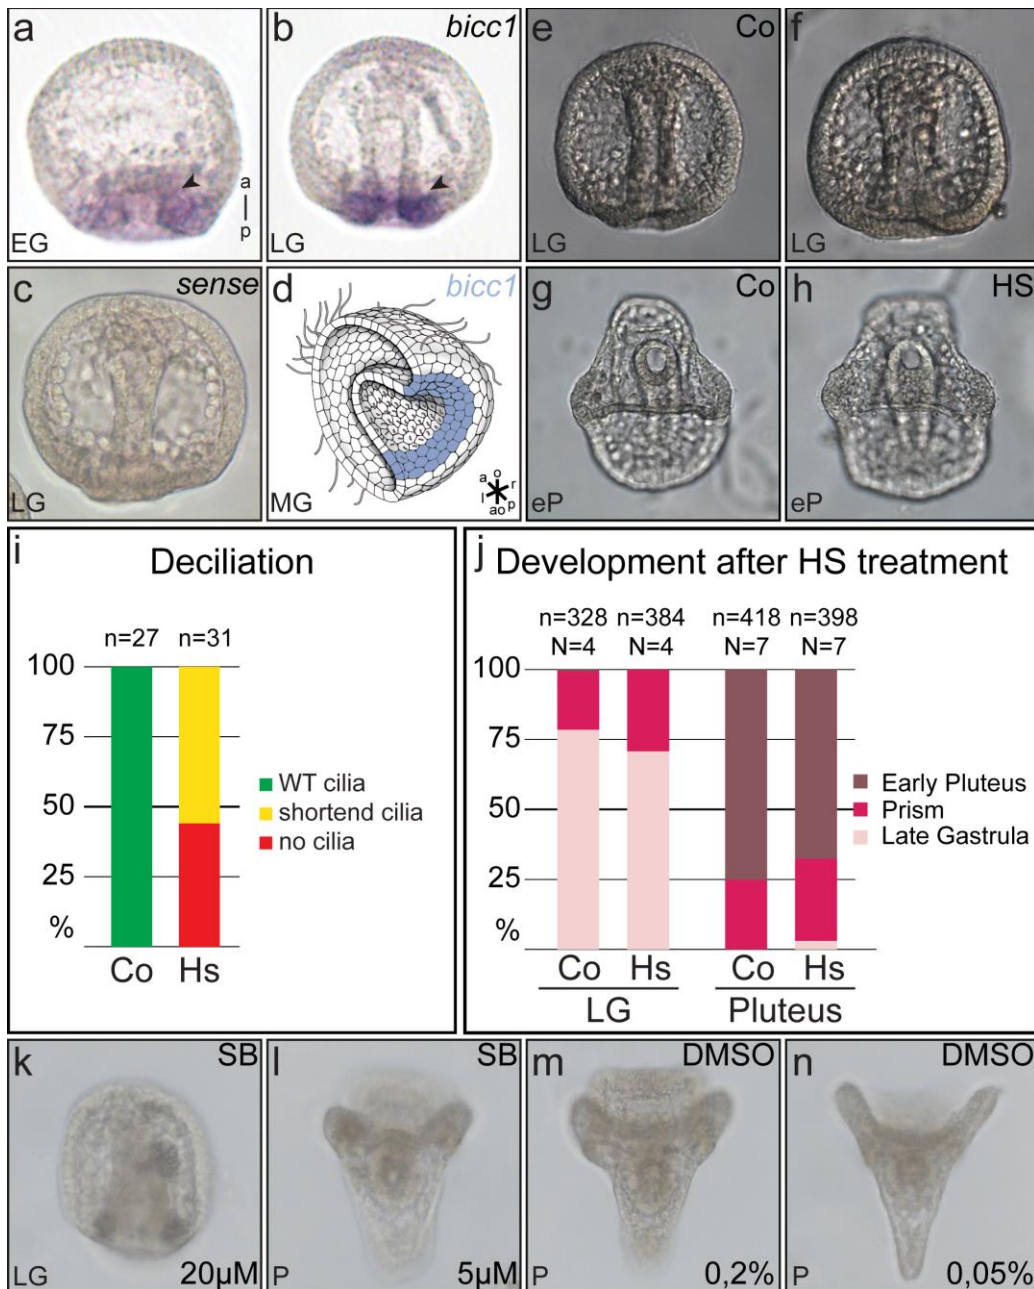 a
EG
a
p
b
bicc1
LG
e
Co
LG
f
LG
c
sense
LG
d
bicc1
MG
a o r
l ao p
g
Co
eP
h
HS
eP
i
Deciliation
n=27 n=31
100
75
50
25
%
Co Hs
WT cilia
shortend cilia
no cilia
j
Development after HS treatment
n=328 n=384 n=418 n=398
N=4 N=4 N=7 N=7
100
75
50
25
%
Co Hs Co Hs
LG Pluteus
Early Pluteus
Prism
Late Gastrula
k
SB
LG
20µM
l
SB
P
5µM
m
DMSO
P
0,2%
n
DMSO
P
0,05%